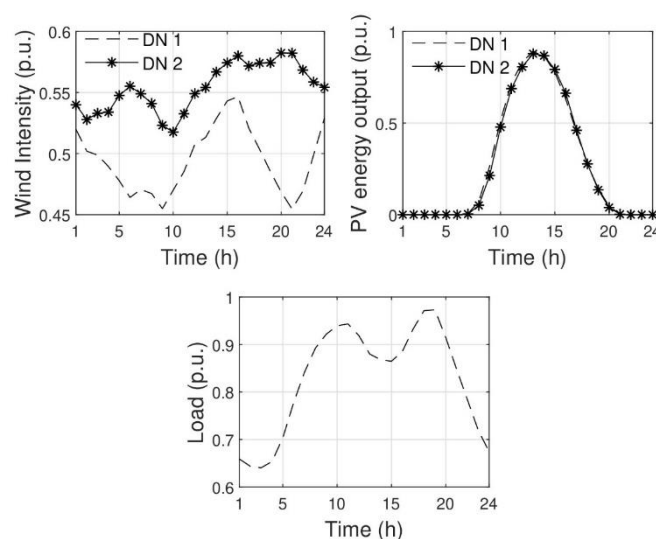 Wind Intensity (p.u.)
0.6
0.55
0.5
0.45
DN 1
DN 2
1 5 10 15 20 24
Time (h)
PV energy output (p.u.)
1
0.5
0
DN 1
DN 2
1 5 10 15 20 24
Time (h)
Load (p.u.)
1
0.9
0.8
0.7
0.6
1 5 10 15 20 24
Time (h)